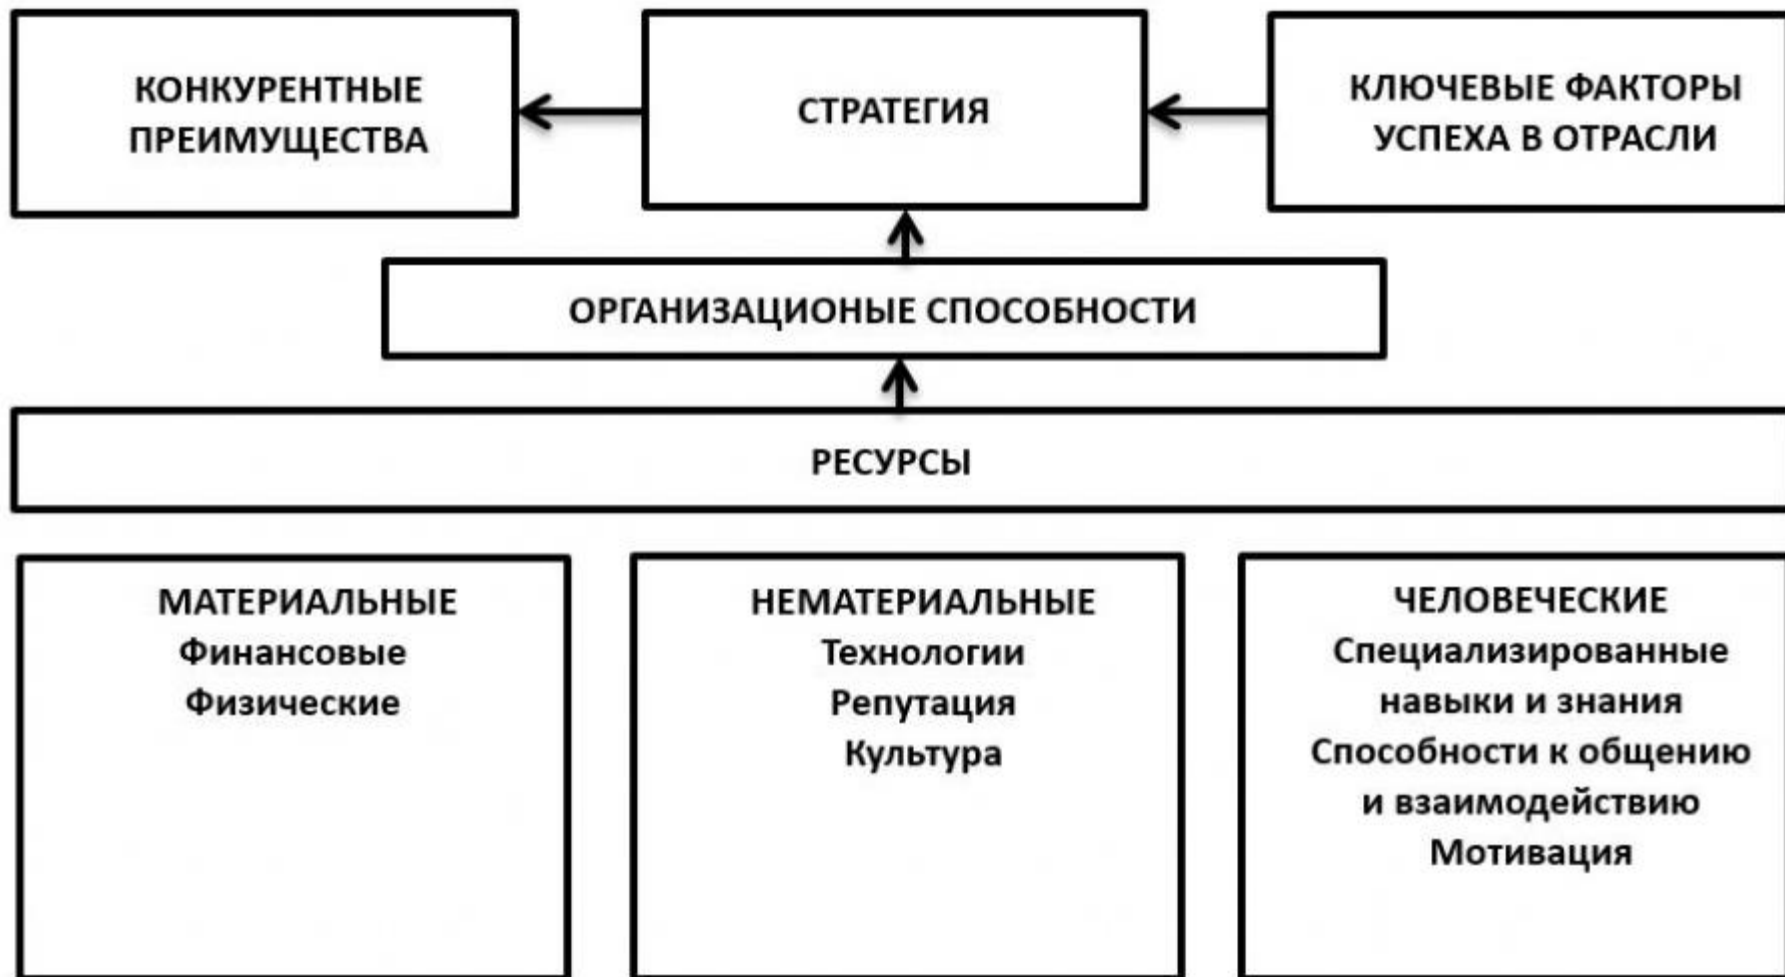 КОНКУРЕНТНЫЕ
ПРЕИМУЩЕСТВА
СТРАТЕГИЯ
КЛЮЧЕВЫЕ ФАКТОРЫ
УСПЕХА В ОТРАСЛИ
ОРГАНИЗАЦИОНЫЕ СПОСОБНОСТИ
РЕСУРСЫ
МАТЕРИАЛЬНЫЕ
Финансовые
Физические
НЕМАТЕРИАЛЬНЫЕ
Технологии
Репутация
Культура
ЧЕЛОВЕЧЕСКИЕ
Специализированные
навыки и знания
Способности к общению
и взаимодействию
Мотивация